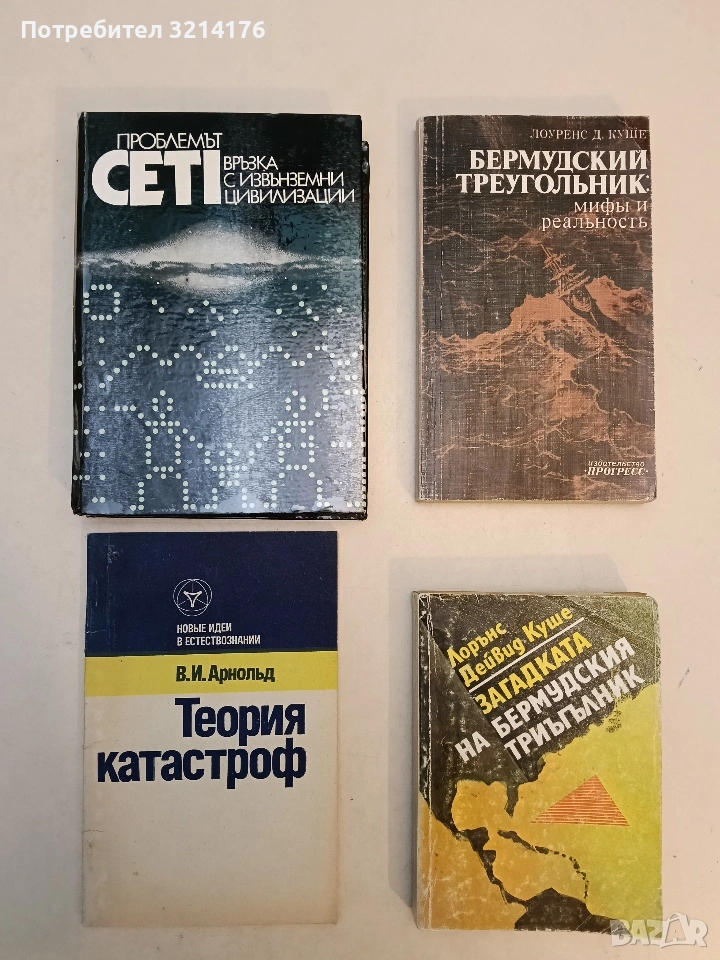 Потребител 3214176
ПРОБЛЕМЪТ
CETI
ВРЪЗКА
С ИЗВЪНЗЕМНИ
ЦИВИЛИЗАЦИИ
ЛОУРЕНС Д. КУШЕ
БЕРМУДСКИЙ
ТРЕУГОЛЬНИК:
мифы и
реальность
ИЗДАТЕЛЬСТВО
"ПРОГРЕСС"
НОВЫЕ ИДЕИ
В ЕСТЕСТВОЗНАНИИ
В.И. Арнольд
Теория
катастроф
Лорънс
Дейвид Куше
ЗАГАДКАТА
НА БЕРМУДСКИЯ
ТРИЪГЪЛНИК
BAZAR